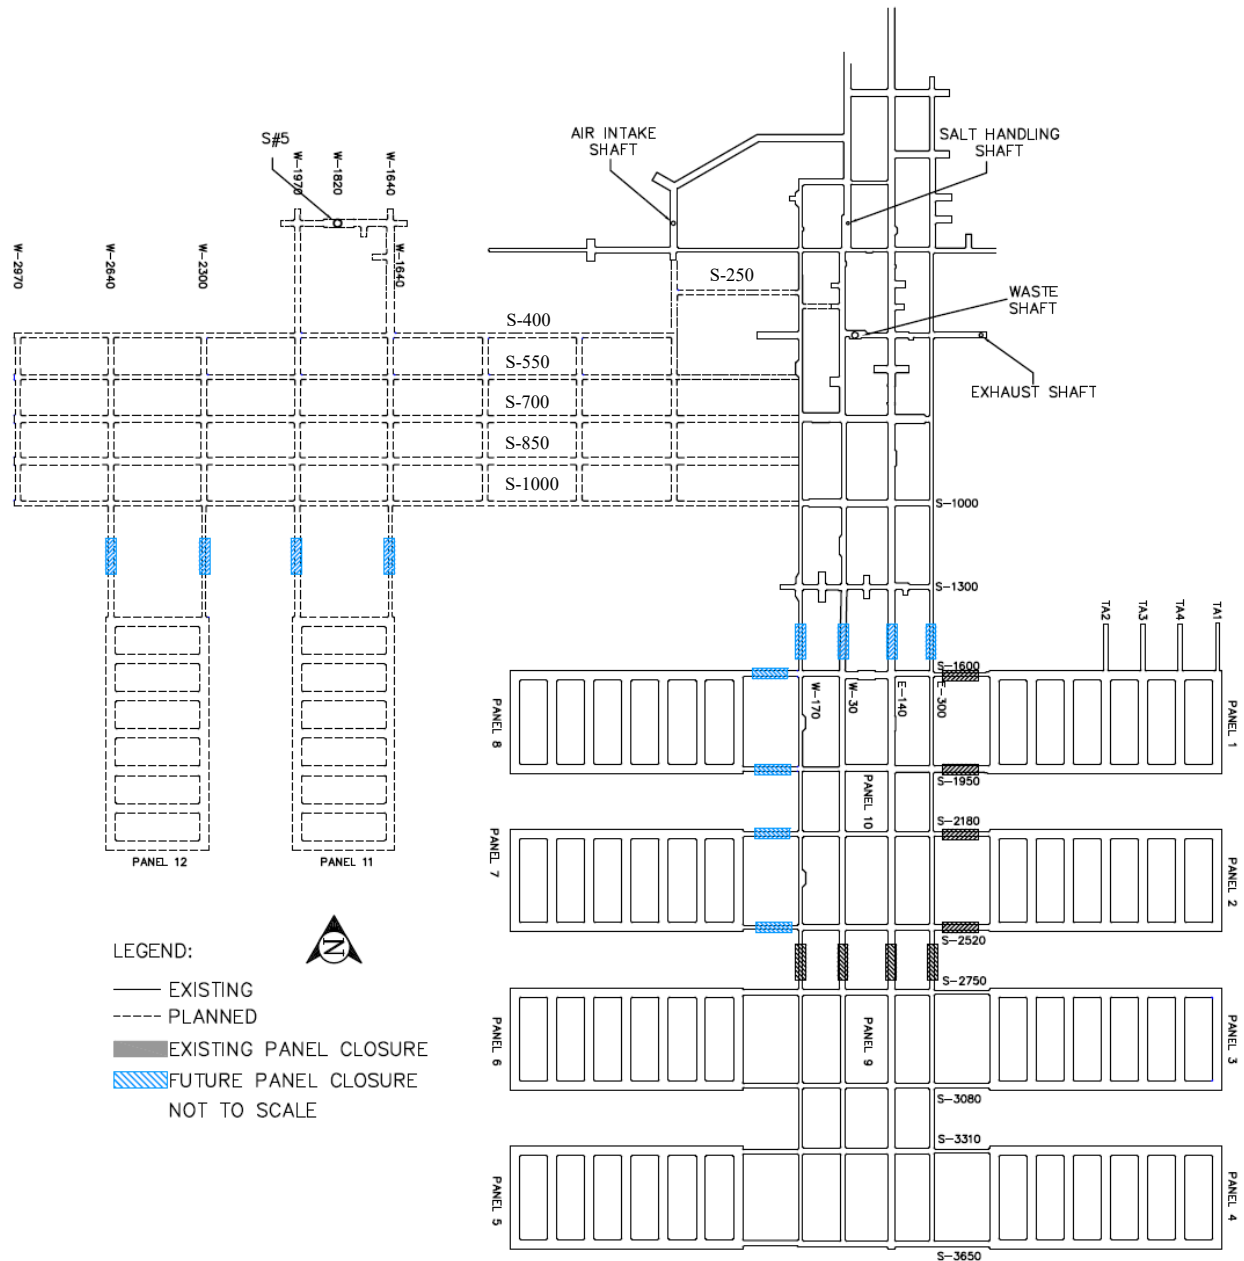 S#5
W-1970
W-1820
W-1640
AIR INTAKE
SHAFT
SALT HANDLING
SHAFT
W-2970
W-2640
W-2300
W-1640
S-250
WASTE
SHAFT
S-400
S-550
EXHAUST SHAFT
S-700
S-850
S-1000
S-1000
S-1300
TA2
TA3
TA4
TA1
S-1600
PANEL 8
W-170
W-30
E-140
E-300
PANEL 1
S-1950
PANEL 10
S-2180
PANEL 12
PANEL 11
PANEL 7
PANEL 2
S-2520
S-2750
LEGEND:
N
EXISTING
PLANNED
EXISTING PANEL CLOSURE
FUTURE PANEL CLOSURE
NOT TO SCALE
PANEL 6
PANEL 9
PANEL 3
S-3080
S-3310
PANEL 5
PANEL 4
S-3650